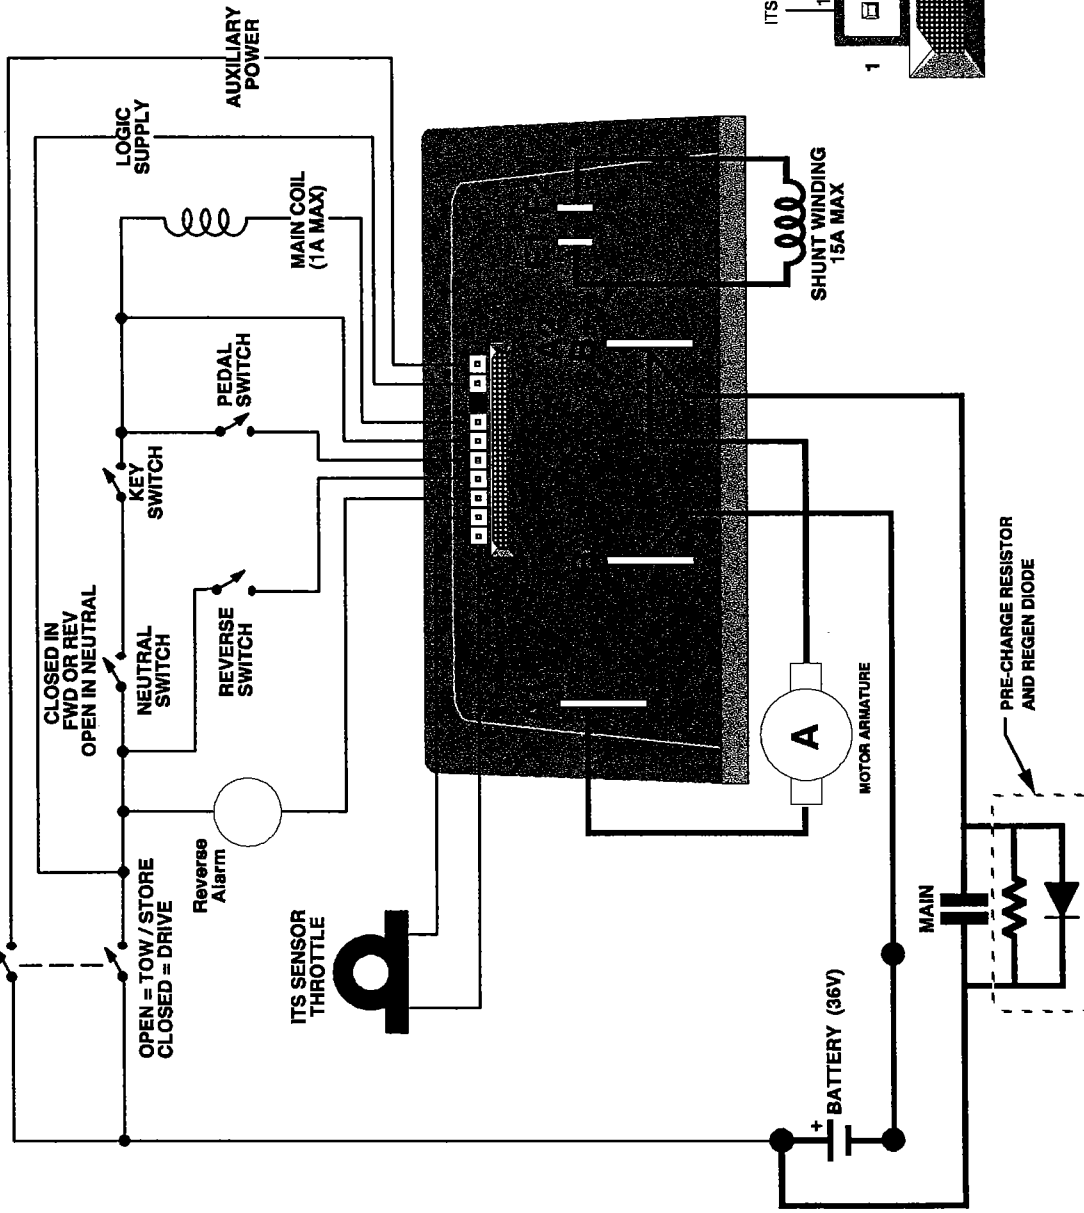 AUXILIARY
POWER
LOGIC
SUPPLY
MAIN COIL
(1A MAX)
PEDAL
SWITCH
KEY
SWITCH
CLOSED IN
FWD OR REV
OPEN IN NEUTRAL
NEUTRAL
SWITCH
REVERSE
SWITCH
Reverse
Alarm
OPEN = TOW / STORE
CLOSED = DRIVE
ITS SENSOR
THROTTLE
SHUNT WINDING
15A MAX
A
MOTOR ARMATURE
MAIN
+
BATTERY (36V)
PRE-CHARGE RESISTOR
AND REGEN DIODE
ITS
1
1